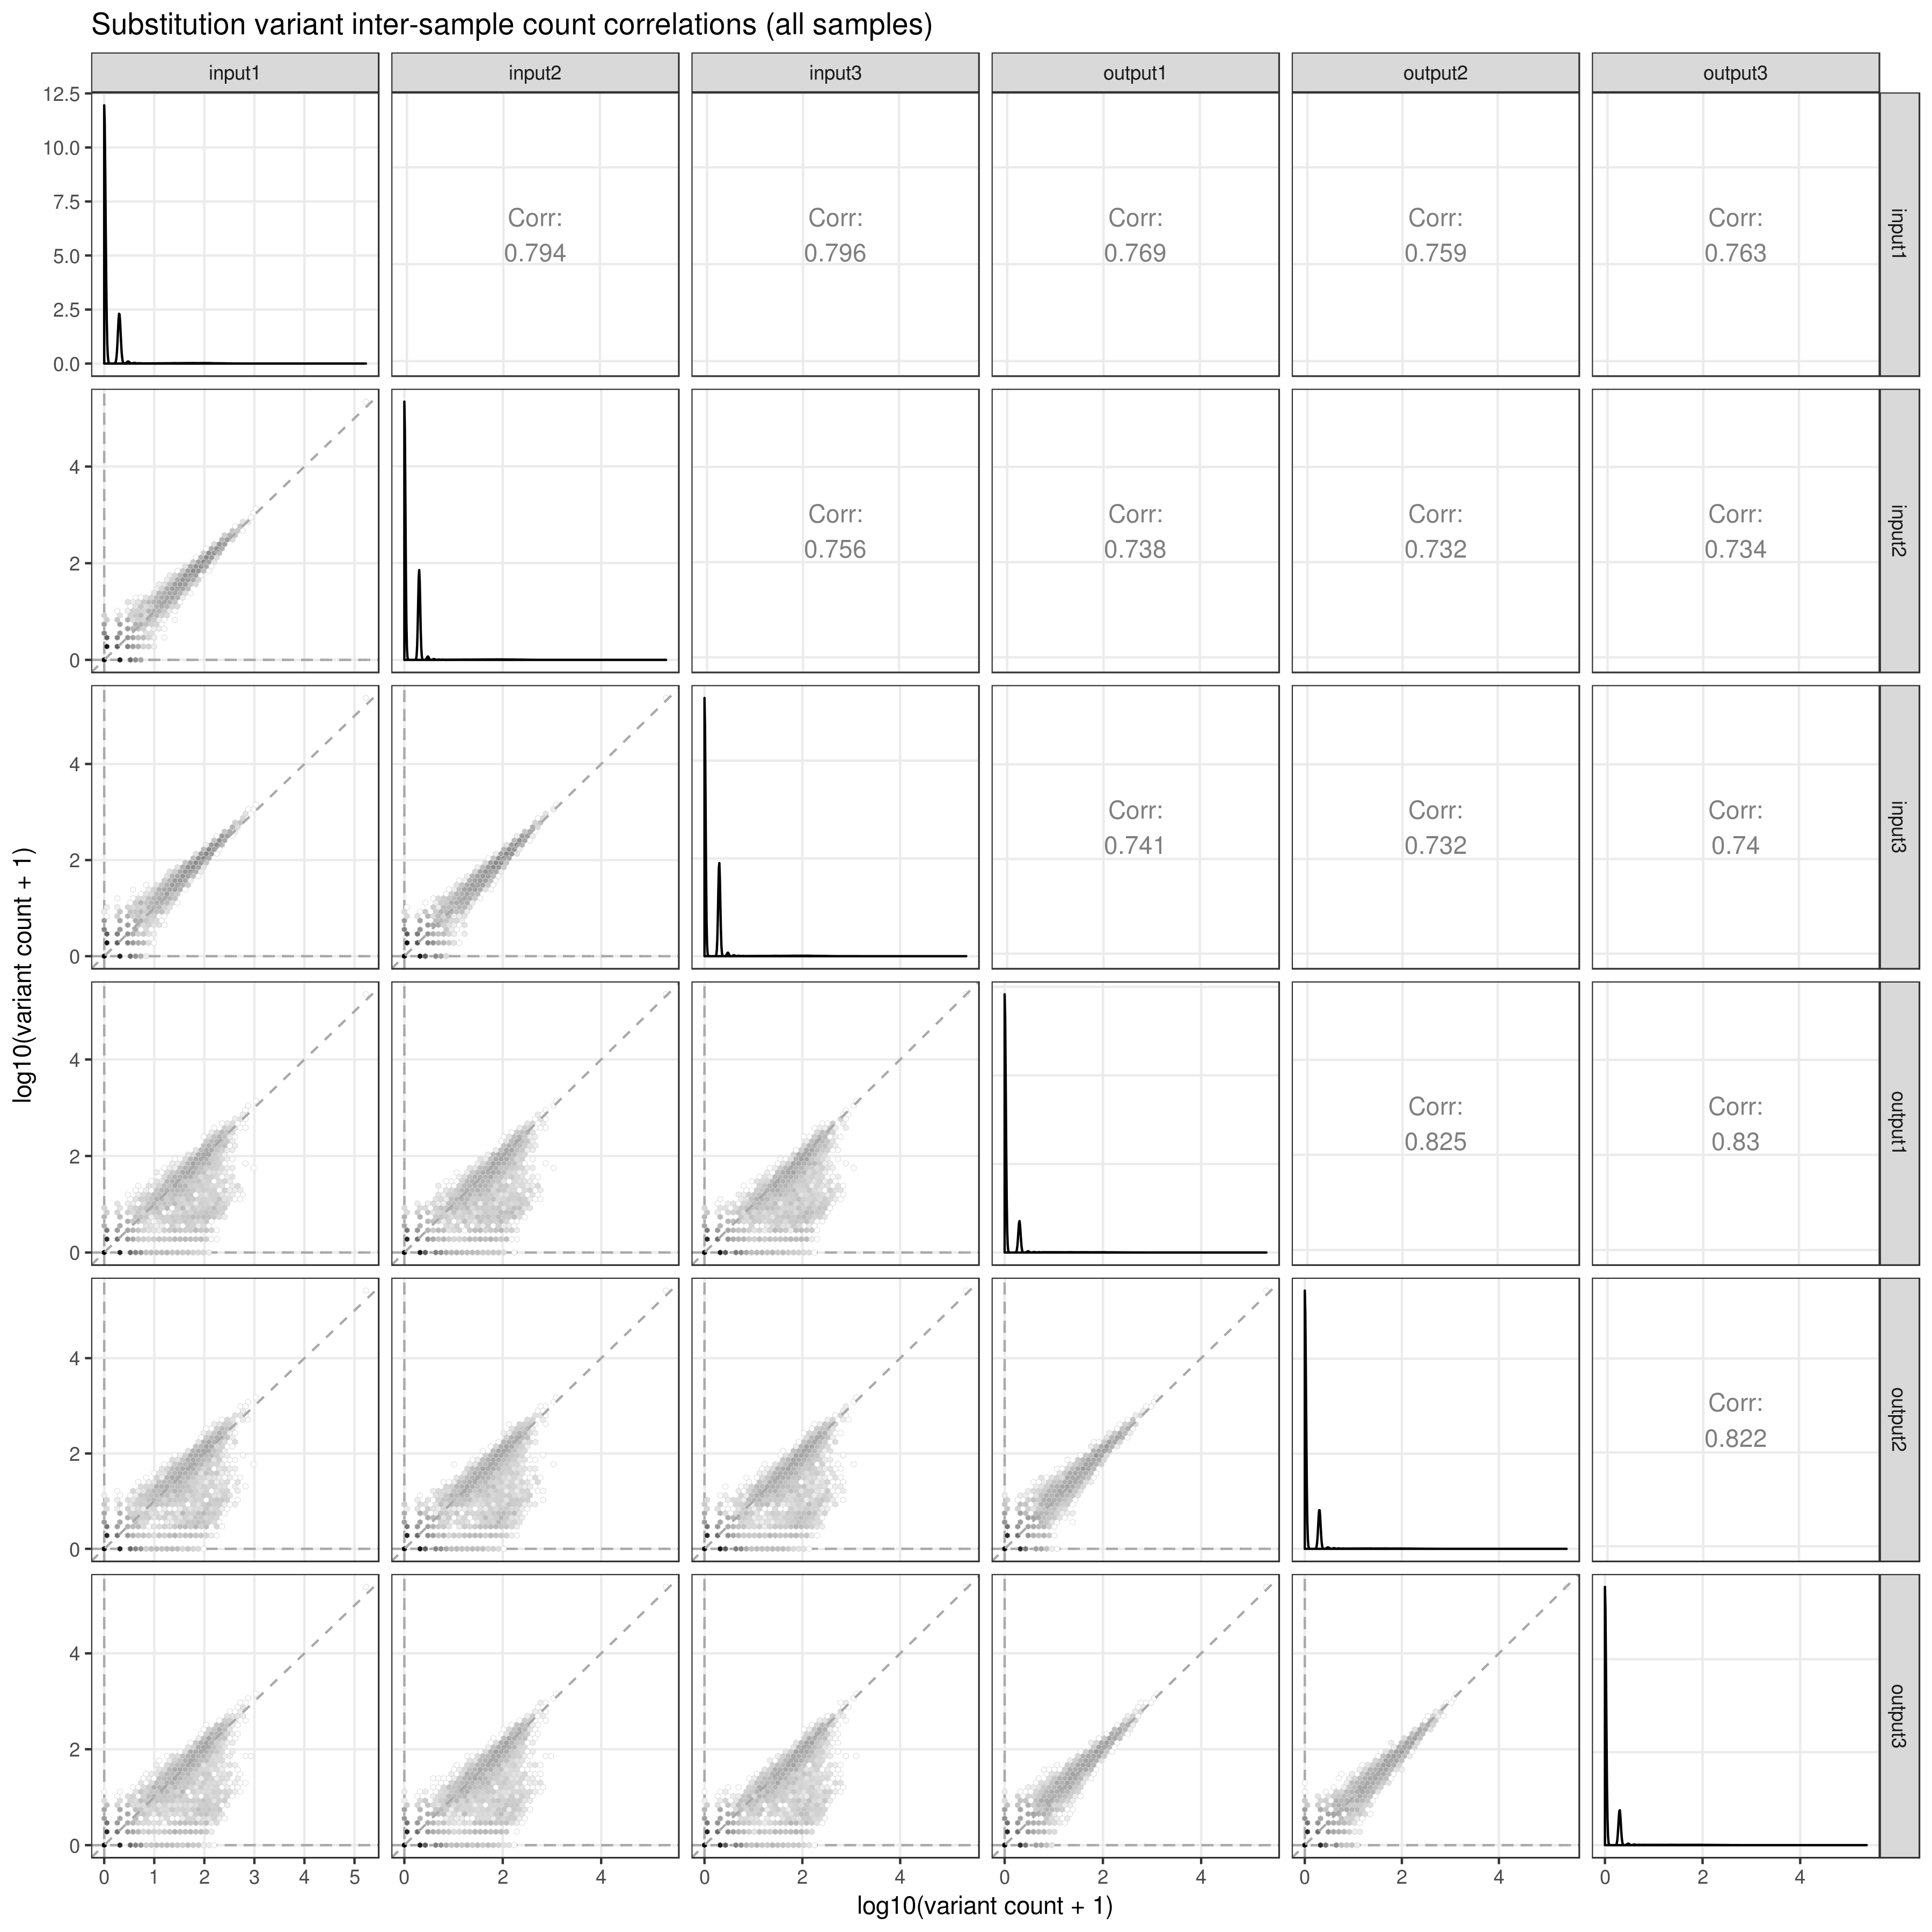 Substitution variant inter-sample count correlations (all samples)
input1
input2
input3
output1
output2
output3
12.5
10.0
7.5
5.0
2.5
0.0
Corr:
0.794
Corr:
0.796
Corr:
0.769
Corr:
0.759
Corr:
0.763
input1
4
2
0
Corr:
0.756
Corr:
0.738
Corr:
0.732
Corr:
0.734
input2
4
2
0
Corr:
0.741
Corr:
0.732
Corr:
0.74
input3
log10(variant count + 1)
4
2
0
Corr:
0.825
Corr:
0.83
output1
4
2
0
Corr:
0.822
output2
4
2
0
output3
0 1 2 3 4 5
0 2 4
0 2 4
0 2 4
0 2 4
0 2 4
log10(variant count + 1)